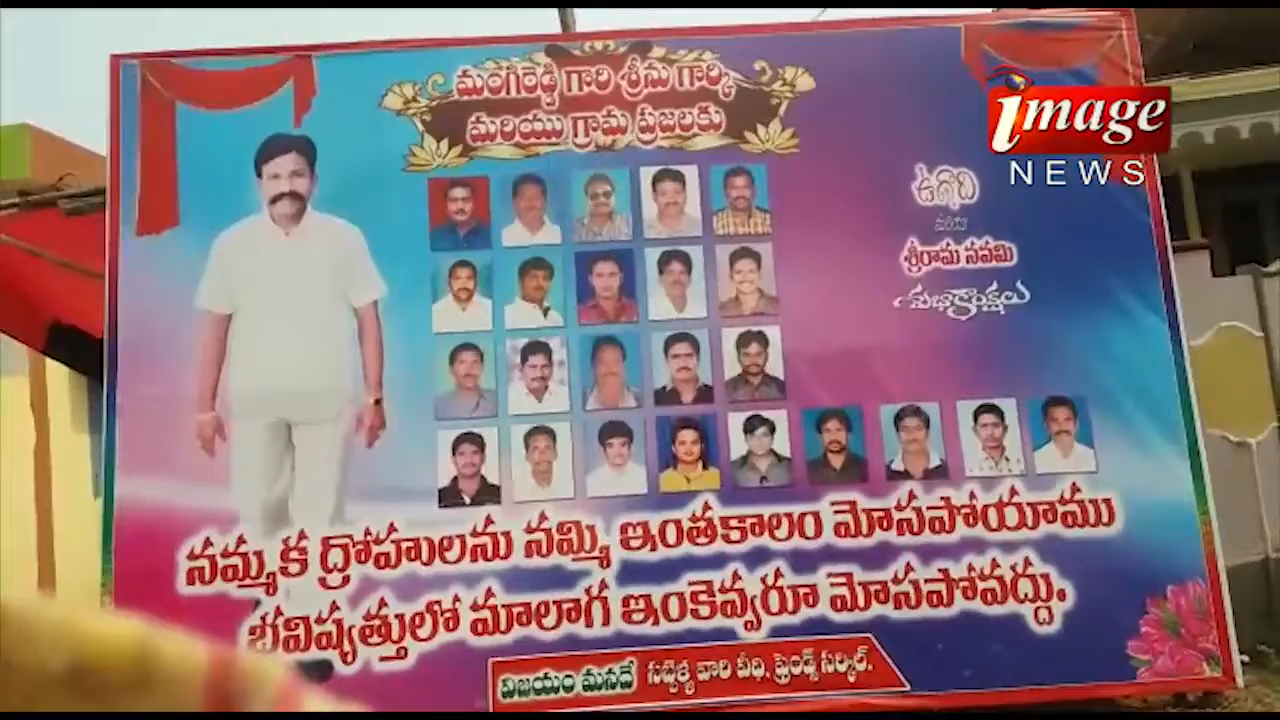 మంగిరెడ్డి గారి శ్రీను గార్కి
మరియు గ్రామ ప్రజలకు
image
NEWS
ఉగాది
మరియు
శ్రీరామ నవమి
శుభాకాంక్షలు
నమ్మక ద్రోహులను నమ్మి ఇంతకాలం మోసపోయాము
భవిష్యత్తులో మాలాగ ఇంకెవ్వరూ మోసపోవద్దు.
విజయం మనదే
వారి వీధి, ఫ్రెండ్స్ సర్కిల్.